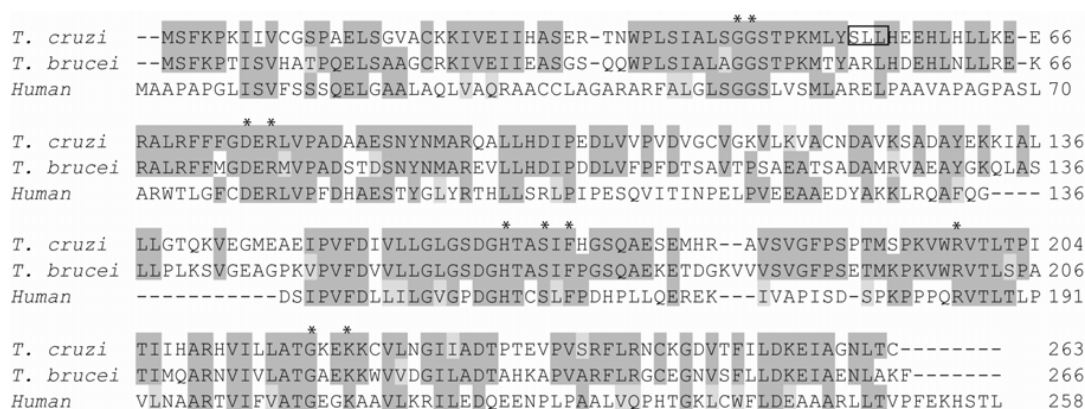 * *
T. cruzi --MSFKPKIIVCGSPAELSGVACKKIVEIIHASER-TNWPLSIALSGGSTPKMLYSLLHEEHLHLLKE-E 66
T. brucei --MSFKPTISVHATPQELSAAGCRKIVEIIEASGS-QQWPLSIALAGGSTPKMTYARLHDEHLNLLRE-K 66
Human MAAPAPGLISVFSSSQELGAALAQLVAQRAACCLAGARARFALGLSGGSLVSMLARELPAAVAPAGPASL 70
* *
T. cruzi RALRFFFGDERLVPADAAESNYNMARQALLHDIPEDLVVPVDVGCVGKVLKVACNDAVKSADAYEKKIAL 136
T. brucei RALRFFMGDERMVPADSTDSNYNMAREVLLHDIPDDLVFPFDTSAVTPSAEATSADAMRVAEAYGKQLAS 136
Human ARWTLGFCDERLVPFDHAESTYGLYRTHLLSRLPIPESQVITINPELPVEEAAEDYAKKLRQAFQG---- 136
* * *
T. cruzi LLGTQKVEGMEAEIPVFDIVLLGLGSDGHTASIFHGSQAESEMHR--AVSVGFPSPTMSPKVWRVTLTPI 204
T. brucei LLPLKSVGEAGPKVPVFDVVLLGLGSDGHTASIFPGSQAEKETDGKVVVSVGFPSETMKPKVWRVTLSPA 206
Human ------------DSIPVFDLLILGVGPDGHTCSLFPDHPLLQEREK---IVAPISD-SPKPPPQRVTLTLP 191
* *
T. cruzi TIIHARHVILLATGKEKKCVLNGILADTPTEVPVSRFLRNCKGDVTFILDKEIAGNLTC-------- 263
T. brucei TIMQARNVIVLATGAEKKWVVDGILADTAHKAPVARFLRGCEGNVSFLLDKEIAENLAKF------- 266
Human VLNAARTVIFVATGEGKAAVLKRILEDQEENPLPAALVQPHTGKLCWFLDEAAARLLTVPFEKHSTL 258